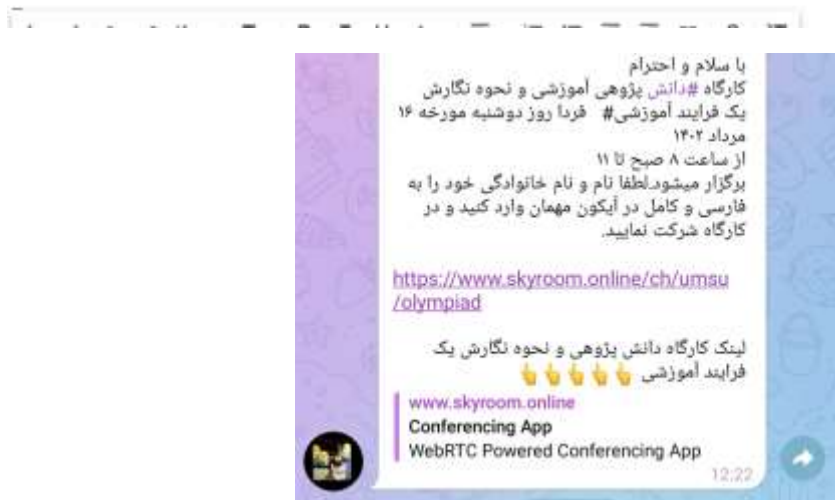 با سلام و احترام
کارگاه #دانش پژوهی آموزشی و نحوه نگارش
یک فرایند آموزشی# فردا روز دوشنبه مورخه ۱۶
مرداد ۱۴۰۲
از ساعت ۸ صبح تا ۱۱
برگزار میشود.لطفا نام و نام خانوادگی خود را به
فارسی و کامل در آیکون مهمان وارد کنید و در
کارگاه شرکت نمایید.
https://www.skyroom.online/ch/umsu
/olympiad
لینک کارگاه دانش پژوهی و نحوه نگارش یک
فرایند آموزشی 👆👆👆👆👆
www.skyroom.online
Conferencing App
WebRTC Powered Conferencing App
12:22